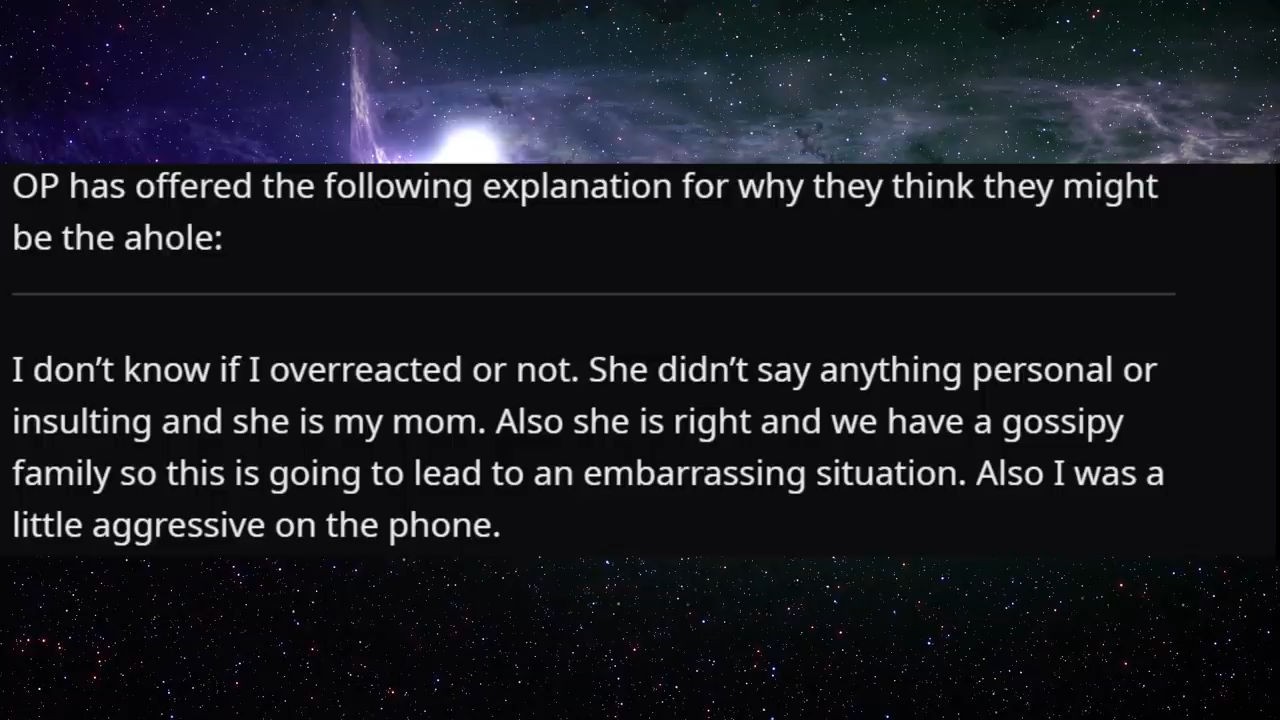 OP has offered the following explanation for why they think they might
be the ahole:
I don’t know if I overreacted or not. She didn’t say anything personal or
insulting and she is my mom. Also she is right and we have a gossipy
family so this is going to lead to an embarrassing situation. Also I was a
little aggressive on the phone.